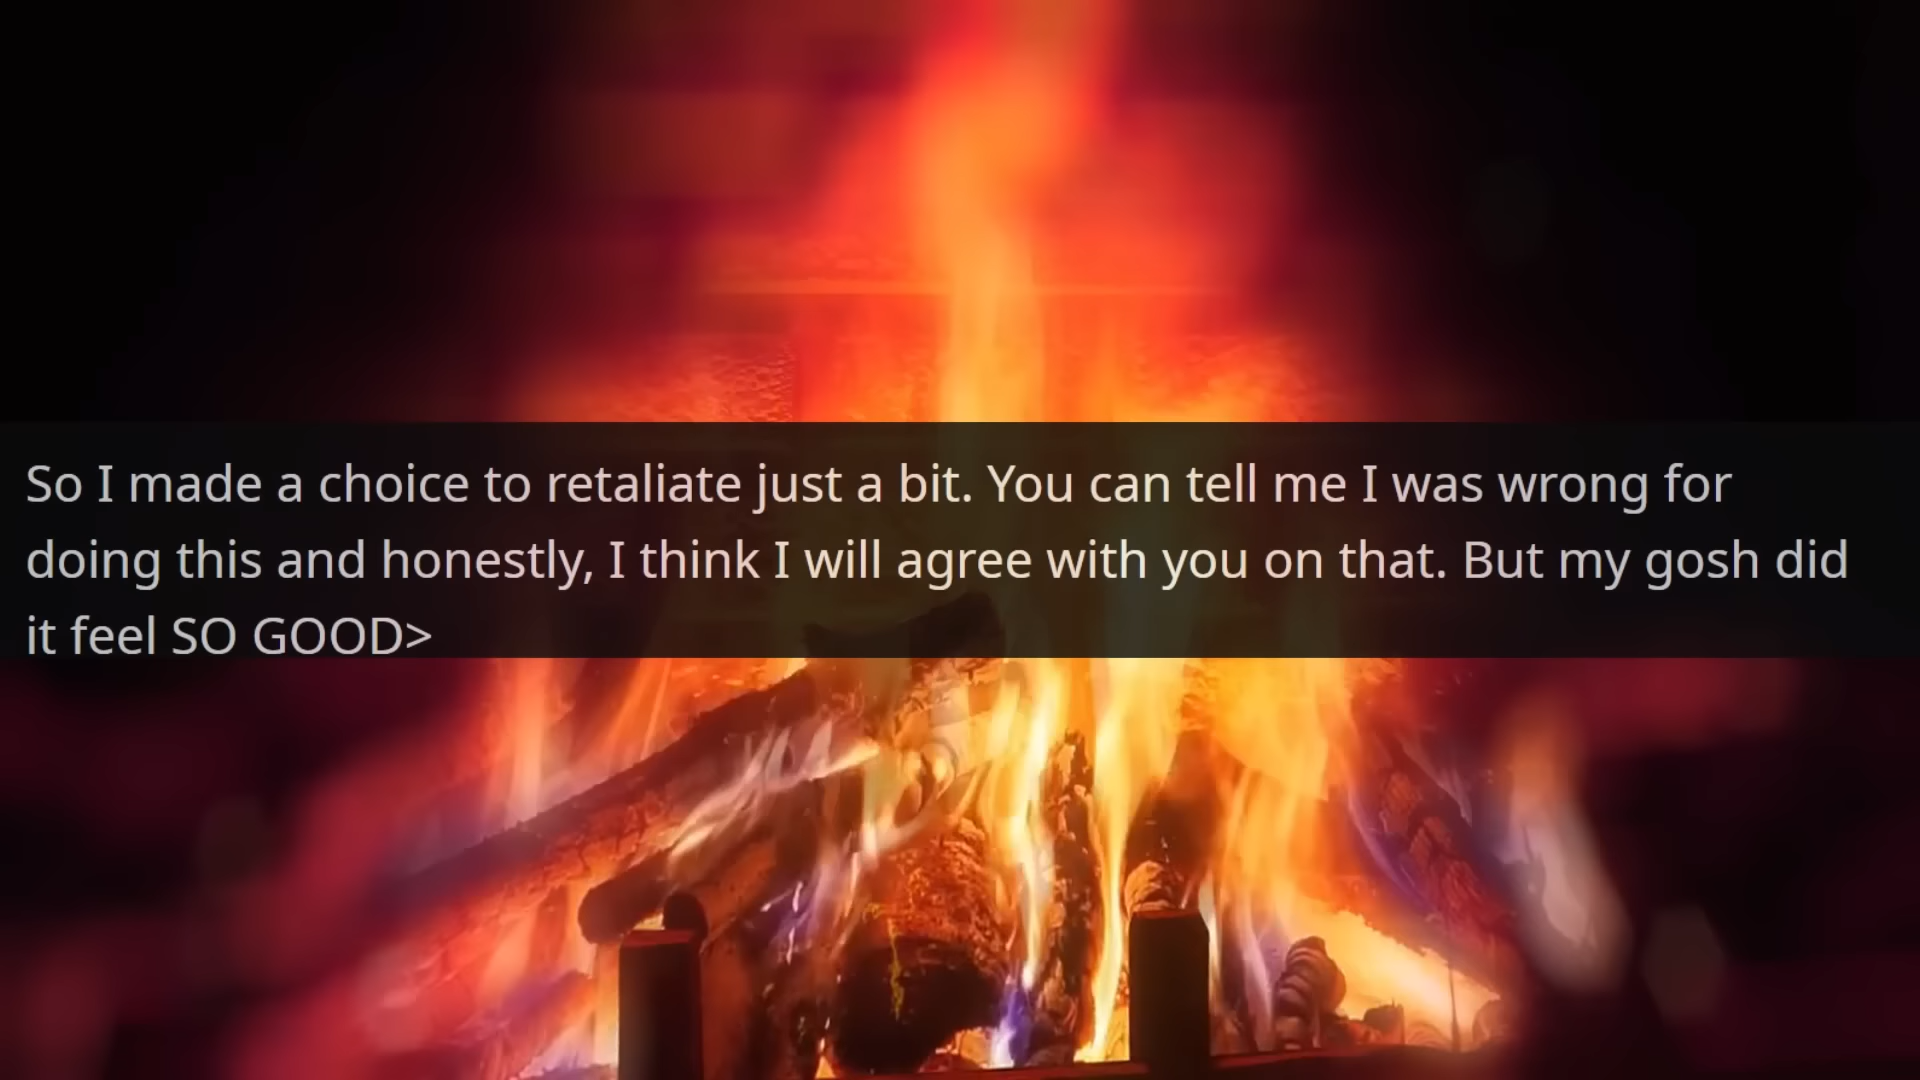 So I made a choice to retaliate just a bit. You can tell me I was wrong for
doing this and honestly, I think I will agree with you on that. But my gosh did
it feel SO GOOD>